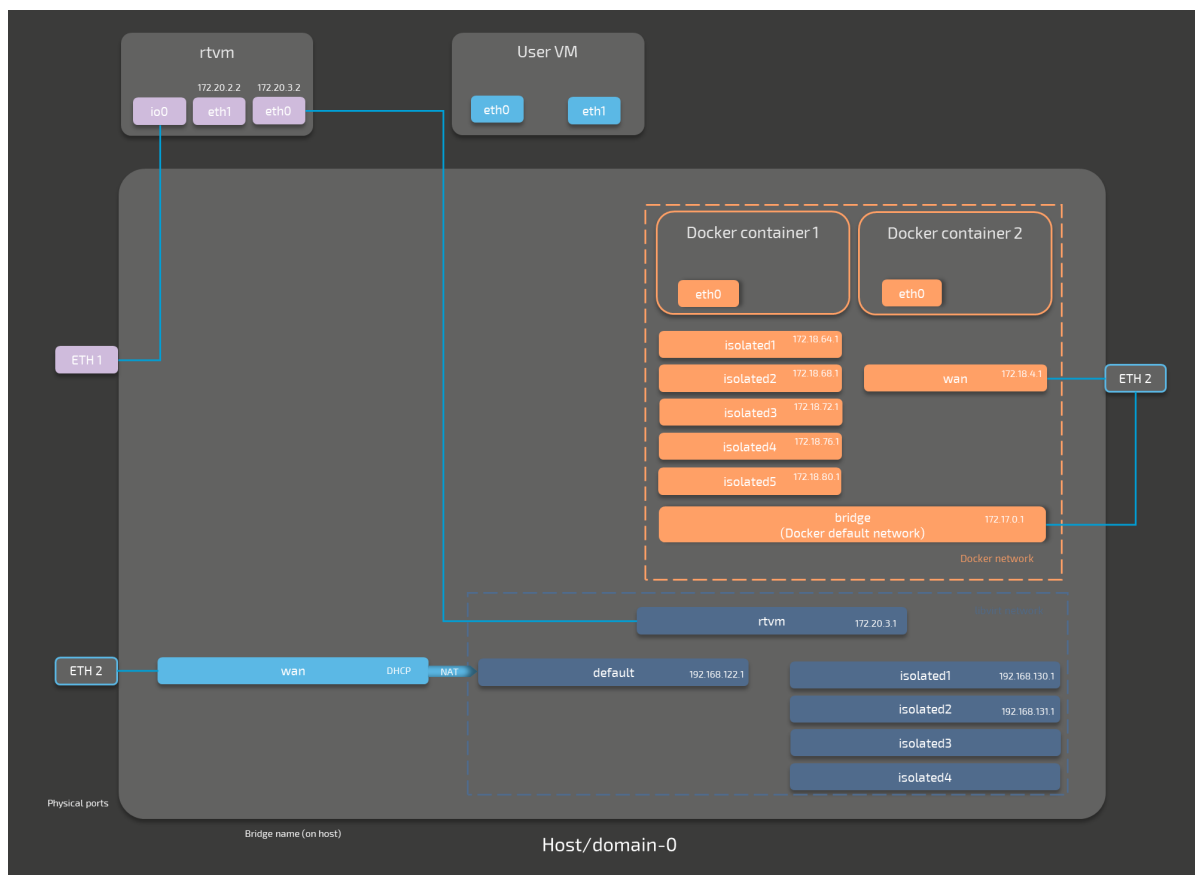 rtvm
172.20.2.2
172.20.3.2
io0
eth1
eth0
User VM
eth0
eth1
Docker container 1
eth0
Docker container 2
eth0
ETH 1
isolated1 172.18.64.1
isolated2 172.18.68.1
isolated3 172.18.72.1
isolated4 172.18.76.1
isolated5 172.18.80.1
wan 172.18.4.1
ETH 2
bridge 172.17.0.1
(Docker default network)
Docker network
rtvm 172.20.3.1
ETH 2
wan DHCP
NAT
default 192.168.122.1
isolated1 192.168.130.1
isolated2 192.168.131.1
isolated3
isolated4
Physical ports
Bridge name (on host)
Host/domain-0